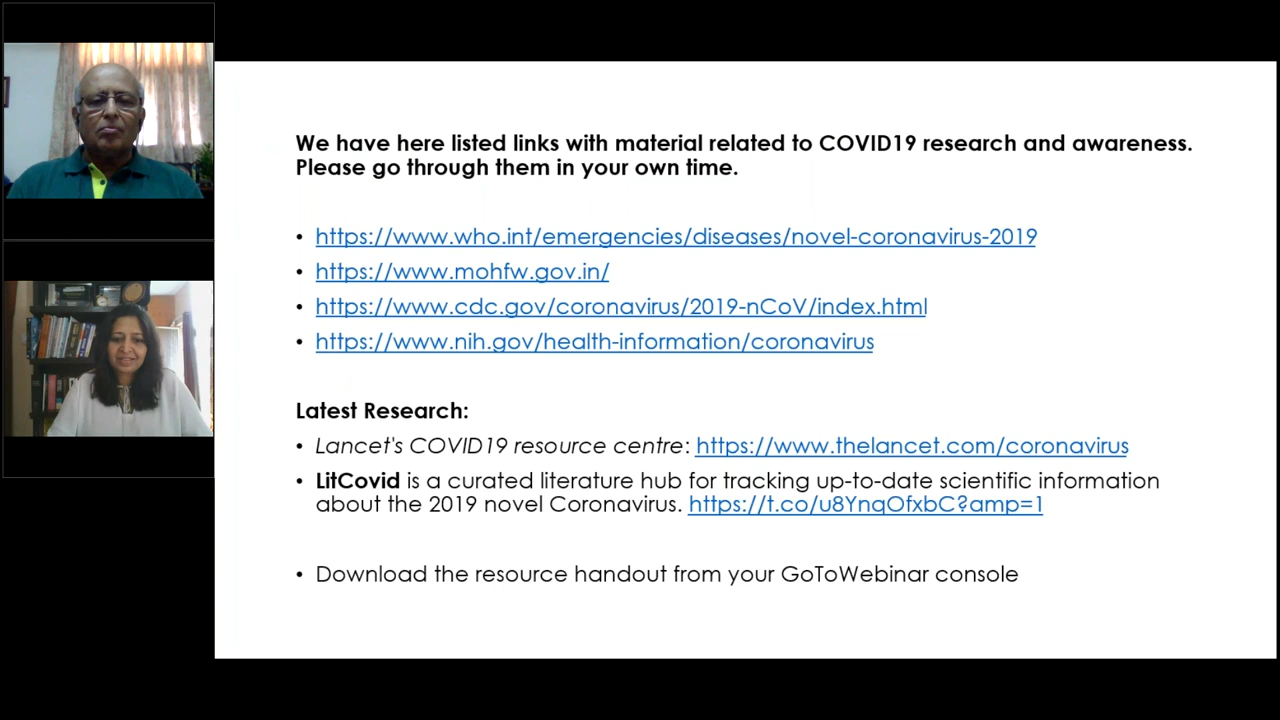 We have here listed links with material related to COVID19 research and awareness.
Please go through them in your own time.
• https://www.who.int/emergencies/diseases/novel-coronavirus-2019
• https://www.mohfw.gov.in/
• https://www.cdc.gov/coronavirus/2019-nCoV/index.html
• https://www.nih.gov/health-information/coronavirus
Latest Research:
• Lancet's COVID19 resource centre: https://www.thelancet.com/coronavirus
• LitCovid is a curated literature hub for tracking up-to-date scientific information
about the 2019 novel Coronavirus. https://t.co/u8YnqOfxbC?amp=1
• Download the resource handout from your GoToWebinar console